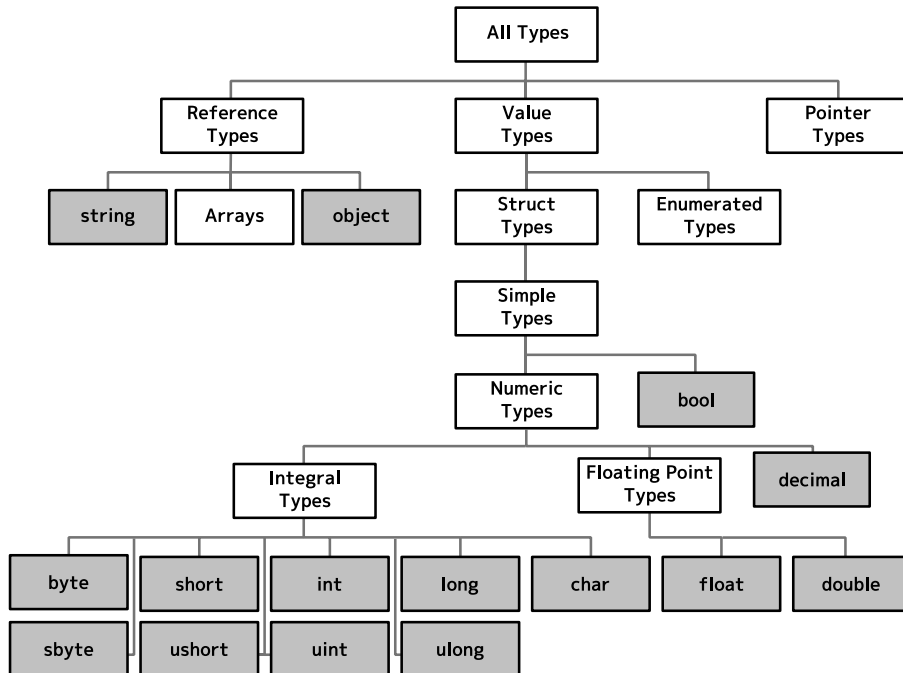 All Types
Reference
Types
Value
Types
Pointer
Types
string
Arrays
object
Struct
Types
Enumerated
Types
Simple
Types
Numeric
Types
bool
Integral
Types
Floating Point
Types
decimal
byte
short
int
long
char
float
double
sbyte
ushort
uint
ulong